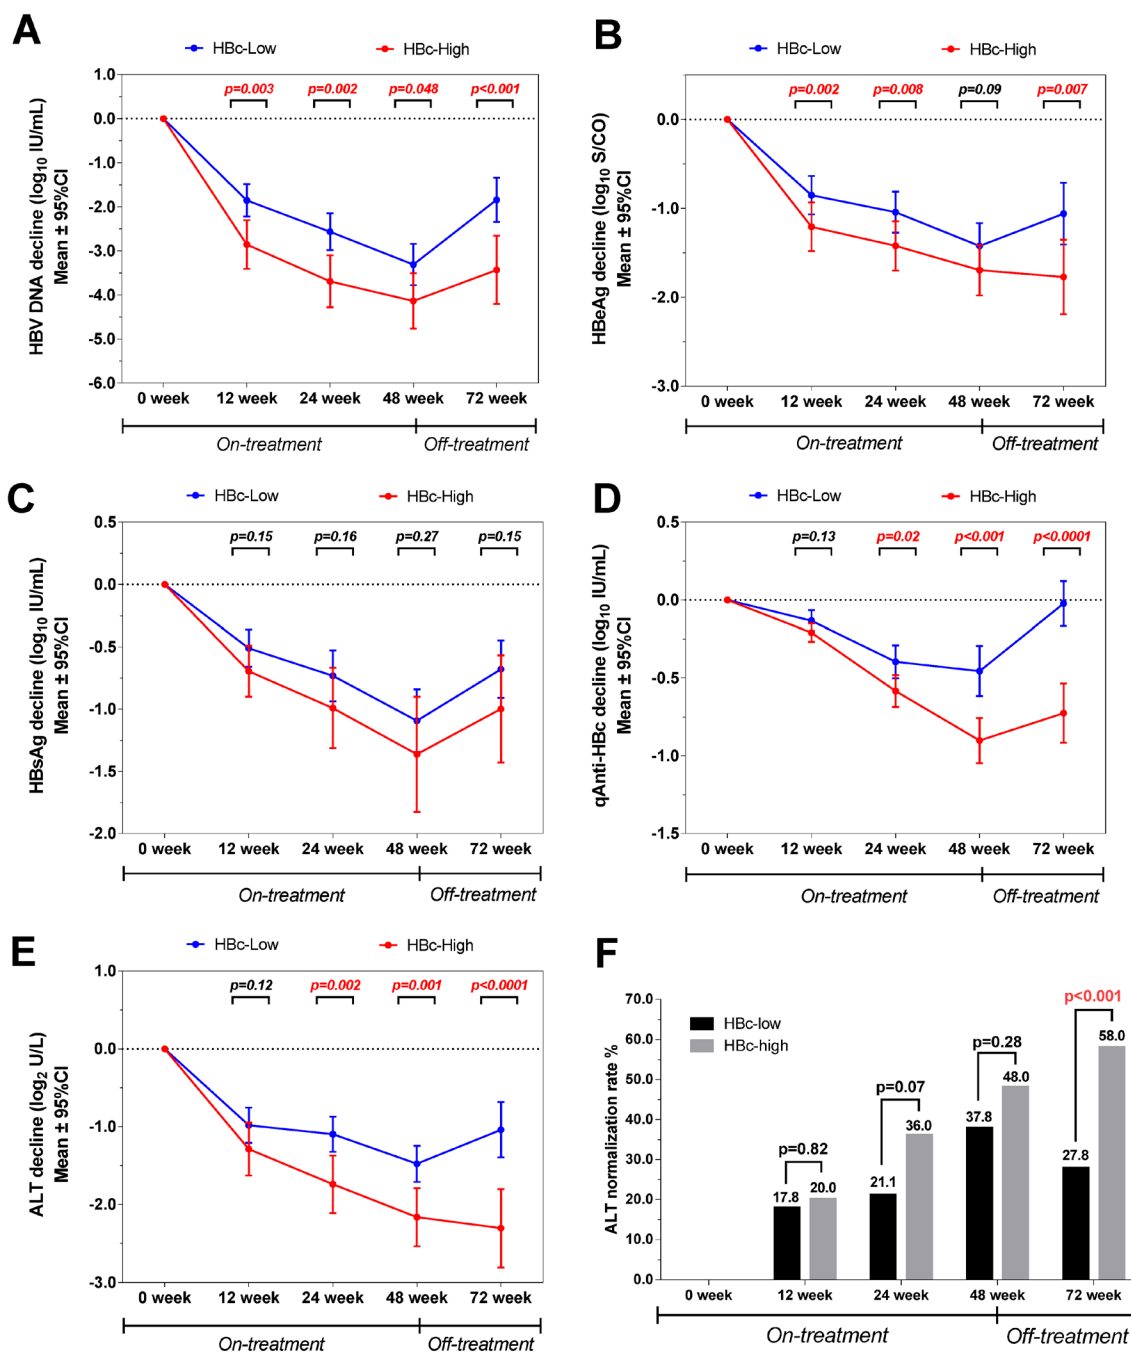 A
HBc-Low
HBc-High
HBV DNA decline (log10 IU/mL)
Mean ± 95%CI
1.0
0.0
-1.0
-2.0
-3.0
-4.0
-5.0
-6.0
p=0.003
p=0.002
p=0.048
p<0.001
0 week
12 week
24 week
48 week
72 week
On-treatment
Off-treatment
B
HBc-Low
HBc-High
HBeAg decline (log10 S/CO)
Mean ± 95%CI
0.0
-1.0
-2.0
-3.0
p=0.002
p=0.008
p=0.09
p=0.007
0 week
12 week
24 week
48 week
72 week
On-treatment
Off-treatment
C
HBc-Low
HBc-High
HBsAg decline (log10 IU/mL)
Mean ± 95%CI
0.5
0.0
-0.5
-1.0
-1.5
-2.0
p=0.15
p=0.16
p=0.27
p=0.15
0 week
12 week
24 week
48 week
72 week
On-treatment
Off-treatment
D
HBc-Low
HBc-High
qAnti-HBc decline (log10 IU/mL)
Mean ± 95%CI
0.5
0.0
-0.5
-1.0
-1.5
p=0.13
p=0.02
p<0.001
p<0.0001
0 week
12 week
24 week
48 week
72 week
On-treatment
Off-treatment
E
HBc-Low
HBc-High
ALT decline (log2 U/L)
Mean ± 95%CI
1.0
0.0
-1.0
-2.0
-3.0
p=0.12
p=0.002
p=0.001
p<0.0001
0 week
12 week
24 week
48 week
72 week
On-treatment
Off-treatment
F
HBc-low
HBc-high
ALT normalization rate %
70.0
60.0
50.0
40.0
30.0
20.0
10.0
0.0
p=0.82
p=0.07
p=0.28
p<0.001
17.8
20.0
21.1
36.0
37.8
48.0
27.8
58.0
0 week
12 week
24 week
48 week
72 week
On-treatment
Off-treatment